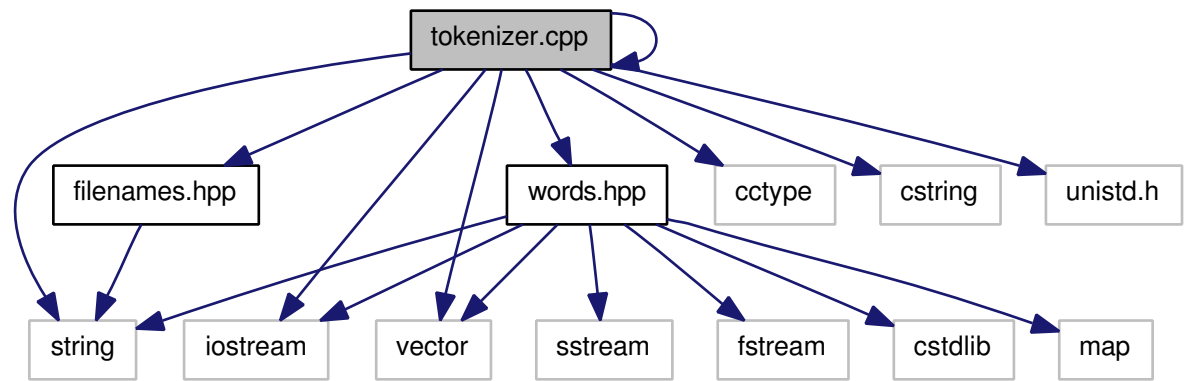 tokenizer.cpp
filenames.hpp
words.hpp
cctype
cstring
unistd.h
string
iostream
vector
sstream
fstream
cstdlib
map